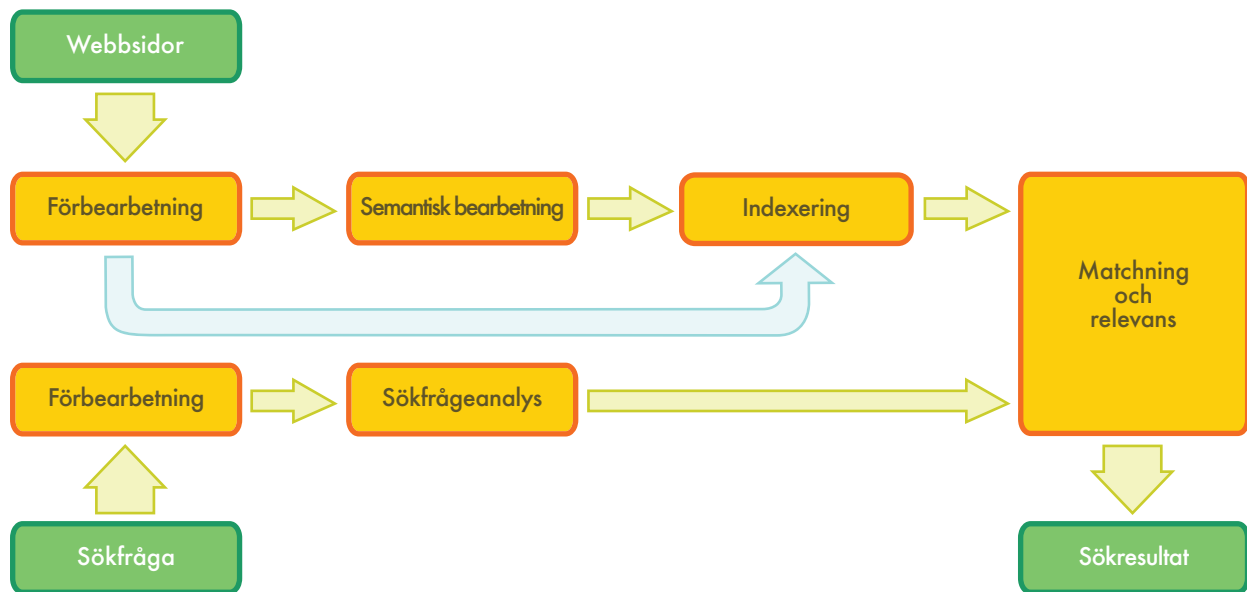 Webbsidor
Förbearbetning
Semantisk bearbetning
Indexering
Matchning
och
relevans
Förbearbetning
Sökfrågeanalys
Sökfråga
Sökresultat